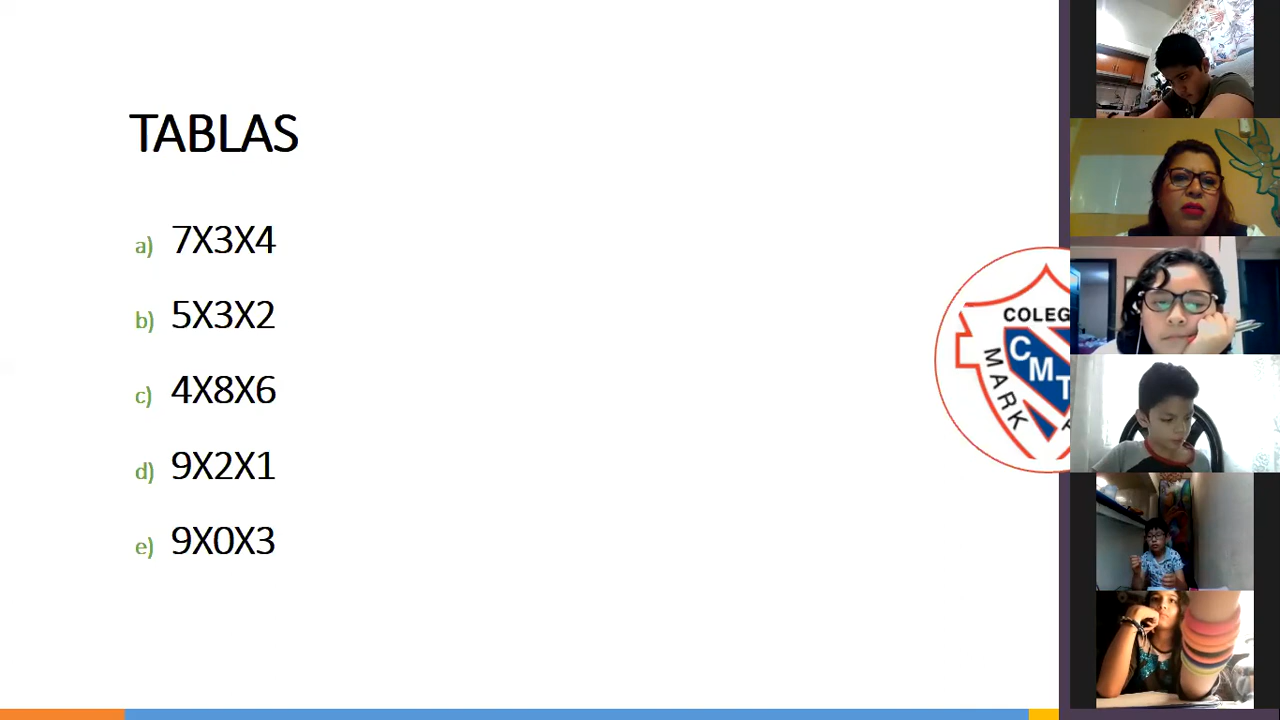 TABLAS
a) 7X3X4
b) 5X3X2
c) 4X8X6
d) 9X2X1
e) 9X0X3
COLEG
MARK
CMT